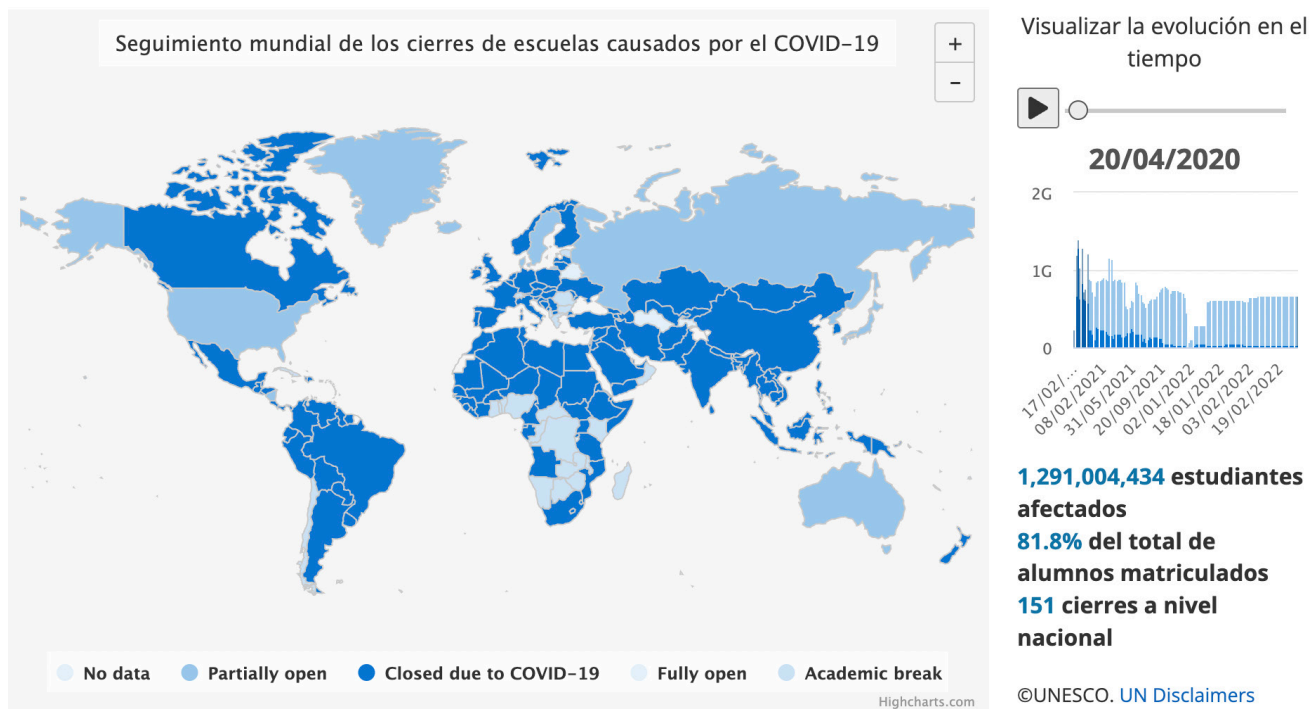 Seguimiento mundial de los cierres de escuelas causados por el COVID-19
+
-
No data
Partially open
Closed due to COVID-19
Fully open
Academic break
Highcharts.com
Visualizar la evolución en el
tiempo
20/04/2020
2G
1G
0
17/02/...
08/02/2021
31/05/2021
20/09/2021
02/01/2022
18/01/2022
03/02/2022
19/02/2022
1,291,004,434 estudiantes
afectados
81.8% del total de
alumnos matriculados
151 cierres a nivel
nacional
©UNESCO. UN Disclaimers